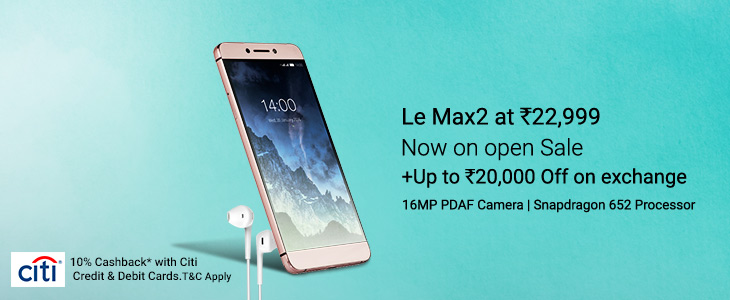 14:00
Le Max2 at ₹22,999
Now on open Sale
+Up to ₹20,000 Off on exchange
16MP PDAF Camera | Snapdragon 652 Processor
citi
10% Cashback* with Citi
Credit & Debit Cards.T&C Apply